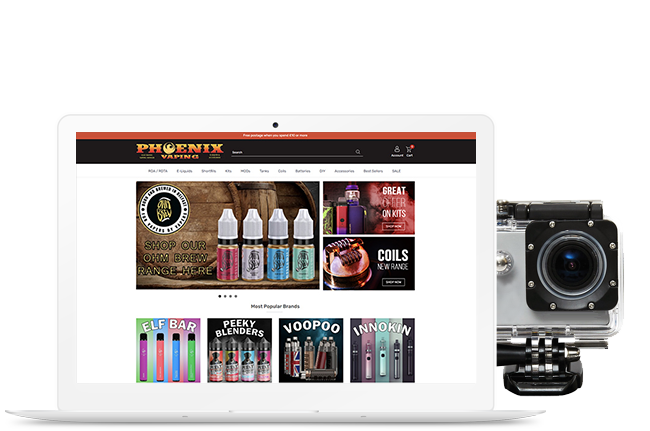 Free postage when you spend £10 or more
PHOENIX
VAPING
Search
Account
Cart
RDA / RDTA
E-Liquids
Shortfills
Kits
MODs
Tanks
Coils
Batteries
DIY
Accessories
Best Sellers
SALE
OHM BREW
SHOP OUR
OHM BREW
RANGE HERE
GREAT
OFFER
ON KITS
SHOP NOW
COILS
NEW RANGE
SHOP NOW
Most Popular Brands
ELF BAR
PEEKY
BLENDERS
VOOPOO
INNOKIN